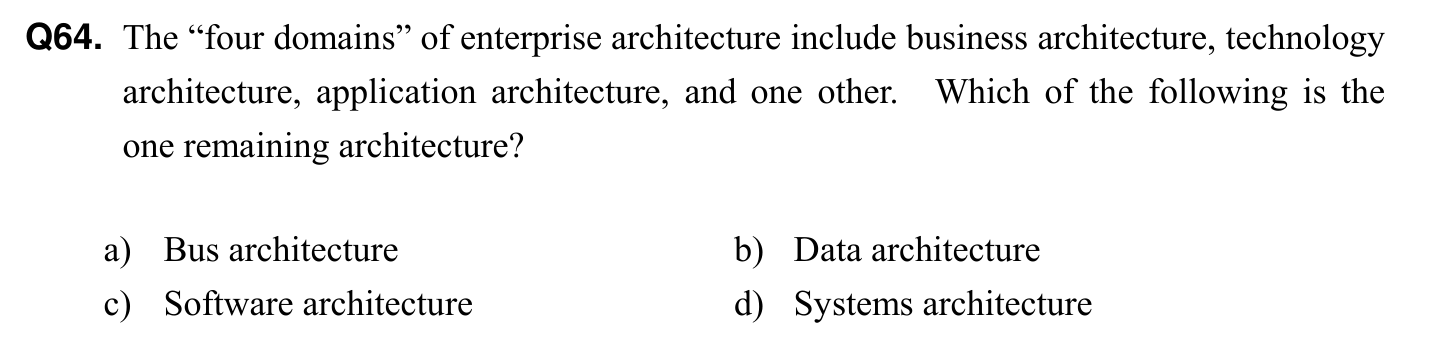 Q64. The “four domains” of enterprise architecture include business architecture, technology
architecture, application architecture, and one other. Which of the following is the
one remaining architecture?
a) Bus architecture b) Data architecture
c) Software architecture d) Systems architecture